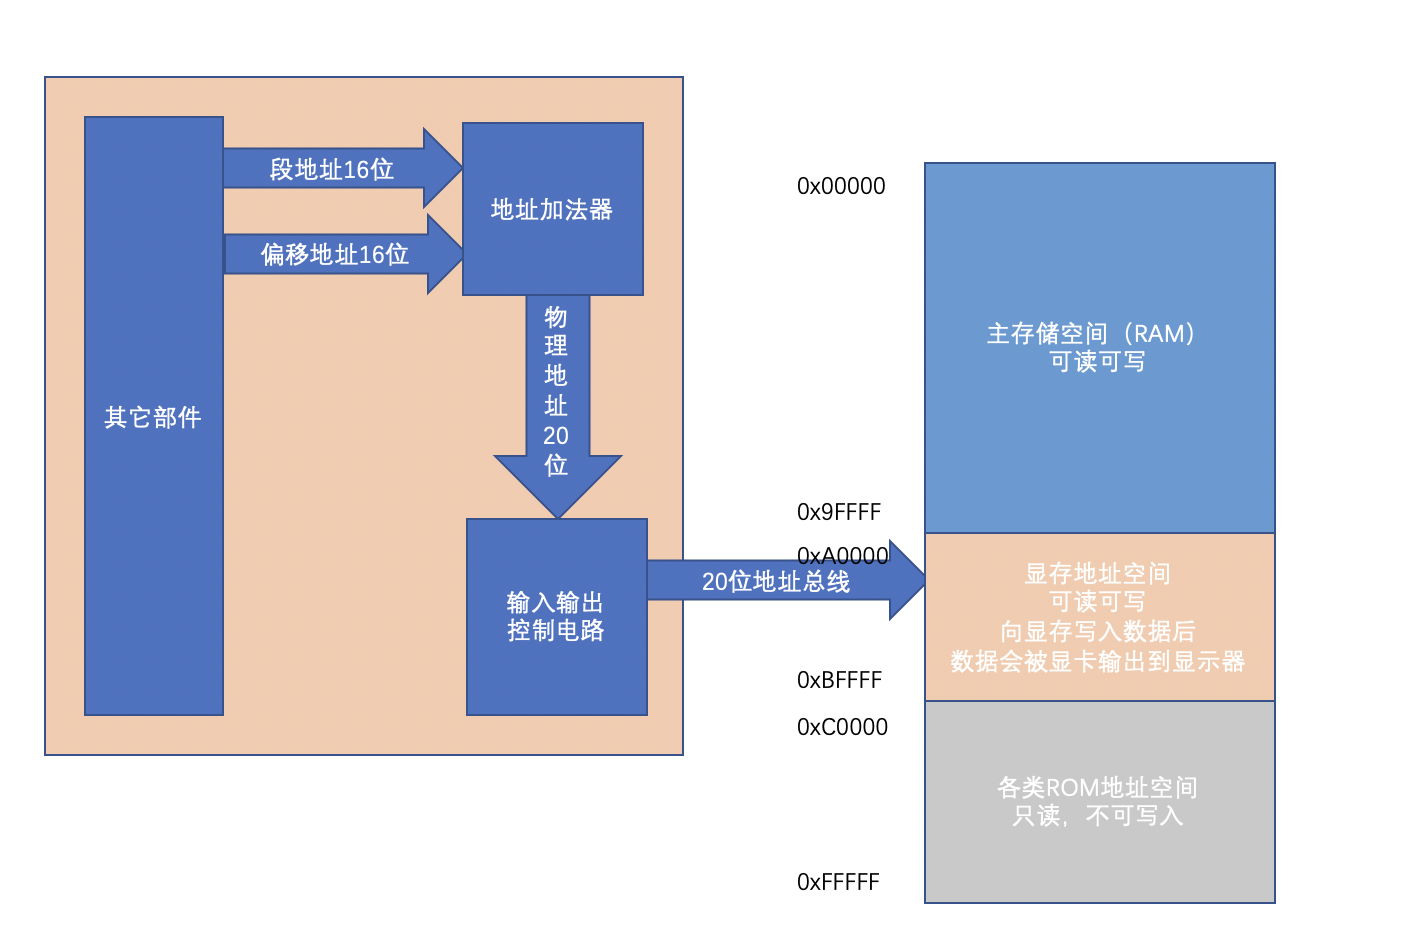 段地址16位
偏移地址16位
地址加法器
物
理
地
址
20
位
其它部件
输入输出
控制电路
20位地址总线
0x00000
主存储空间（RAM）
可读可写
0x9FFFF
0xA0000
显存地址空间
可读可写
向显存写入数据后
数据会被显卡输出到显示器
0xBFFFF
0xC0000
各类ROM地址空间
只读，不可写入
0xFFFFF